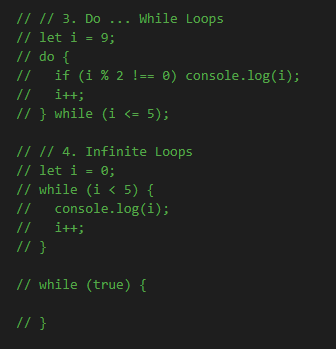 // // 3. Do ... While Loops
// let i = 9;
// do {
//   if (i % 2 !== 0) console.log(i);
//   i++;
// } while (i <= 5);
// // 4. Infinite Loops
// let i = 0;
// while (i < 5) {
//   console.log(i);
//   i++;
// }
// while (true) {
// }